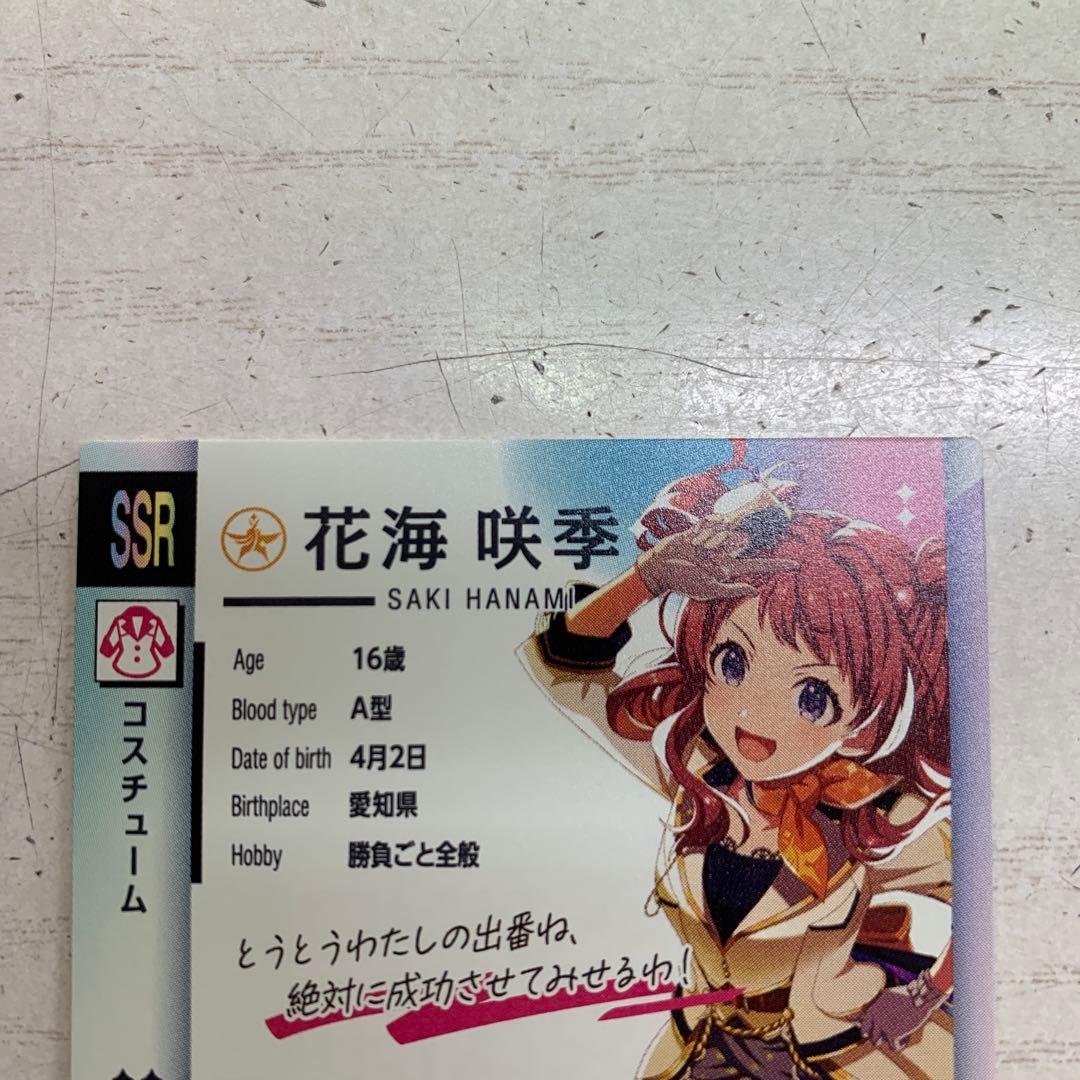 SSR
コスチューム
花海 咲季
SAKI HANAMI
Age 16歳
Blood type A型
Date of birth 4月2日
Birthplace 愛知県
Hobby 勝負ごと全般
とうとうわたしの出番ね、
絶対に成功させてみせるわ!